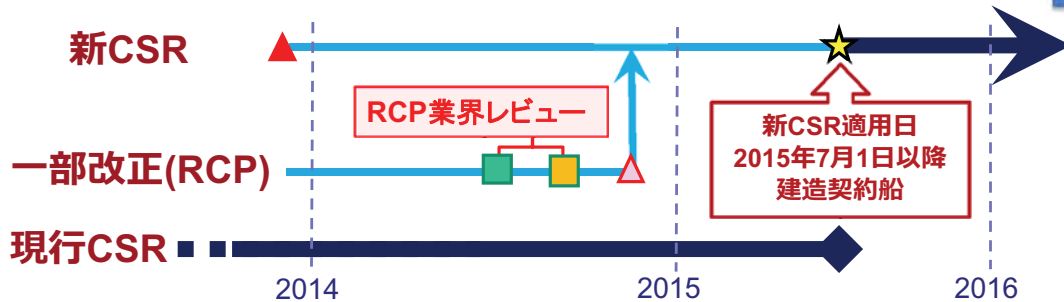 新CSR
RCP業界レビュー
新CSR適用日
2015年7月1日以降
建造契約船
一部改正(RCP)
現行CSR
2014
2015
2016